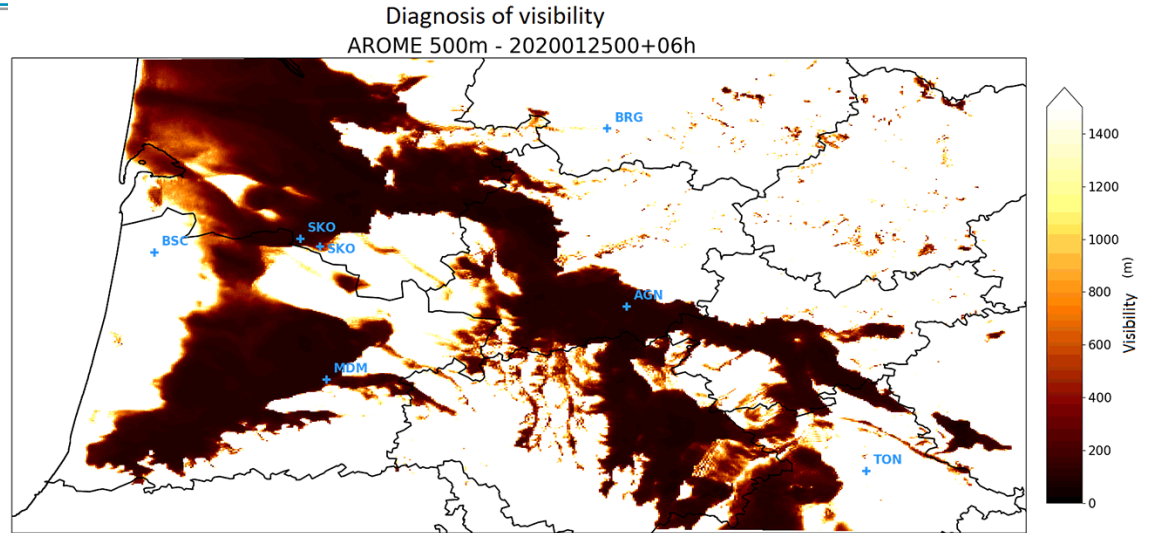 Diagnosis of visibility
AROME 500m - 2020012500+06h
BRG
SKO
SKO
BSC
AGN
MDM
TON
1400
1200
1000
800
600
400
200
0
Visibility (m)